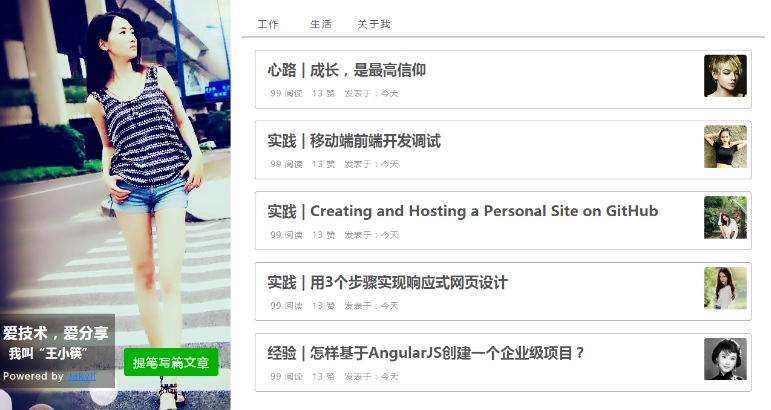 工作 生活 关于我
心路 | 成长，是最高信仰
99 阅读 13 赞 发表于：今天
实践 | 移动端前端开发调试
99 阅读 13 赞 发表于：今天
实践 | Creating and Hosting a Personal Site on GitHub
99 阅读 13 赞 发表于：今天
实践 | 用3个步骤实现响应式网页设计
99 阅读 13 赞 发表于：今天
经验 | 怎样基于AngularJS创建一个企业级项目？
99 阅读 13 赞 发表于：今天
爱技术，爱分享
我叫“王小筷”
提笔写篇文章
Powered by Jekyll